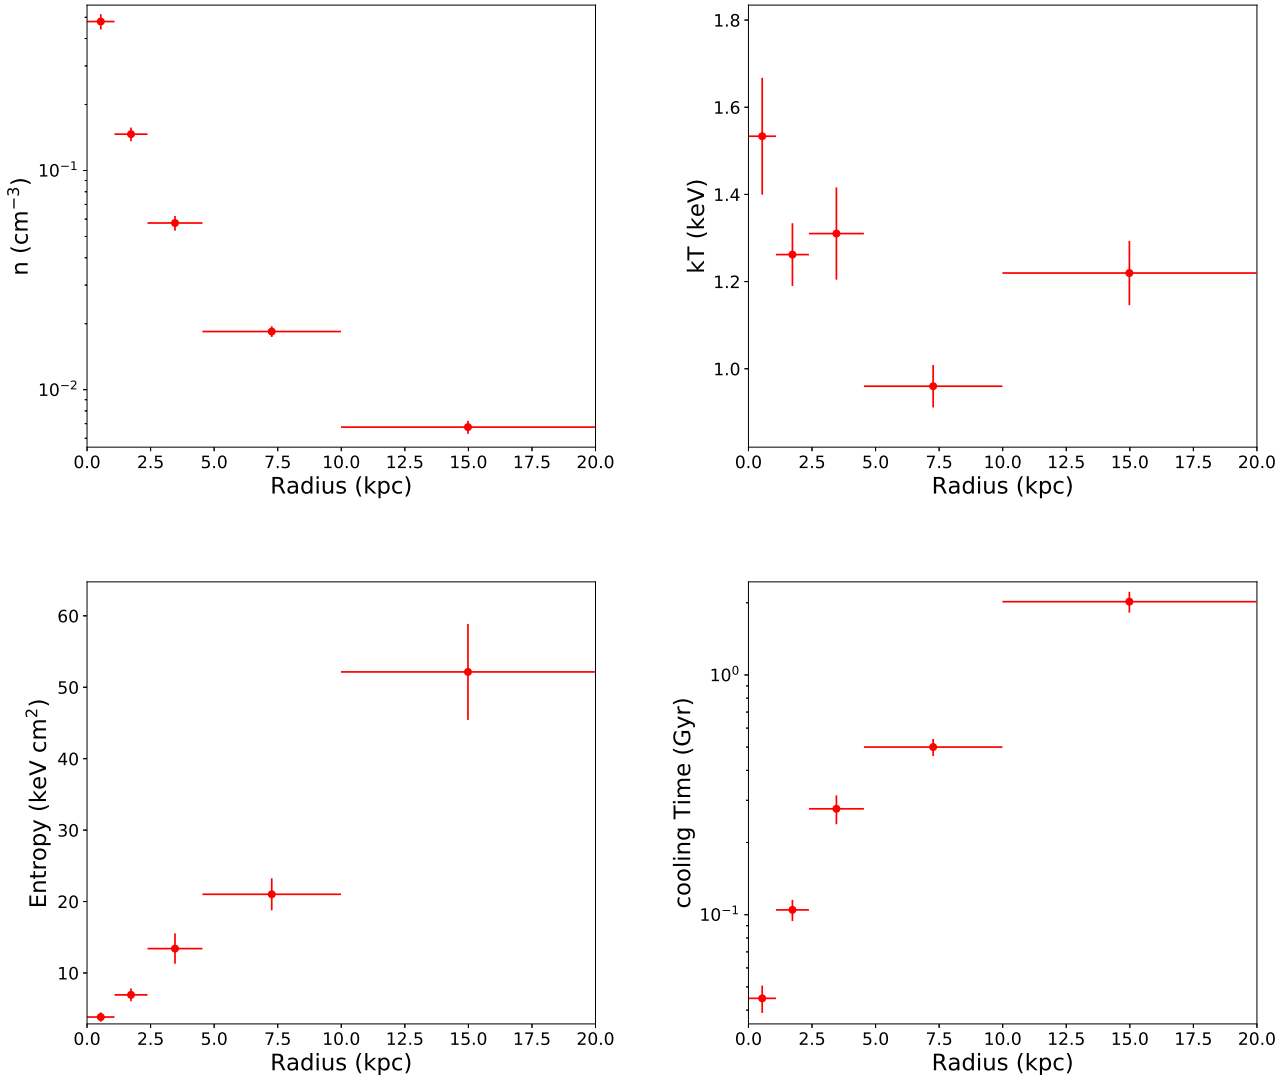 n (cm⁻³)
10⁻¹
10⁻²
0.0 2.5 5.0 7.5 10.0 12.5 15.0 17.5 20.0
Radius (kpc)
kT (keV)
1.8
1.6
1.4
1.2
1.0
0.0 2.5 5.0 7.5 10.0 12.5 15.0 17.5 20.0
Radius (kpc)
Entropy (keV cm²)
60
50
40
30
20
10
0.0 2.5 5.0 7.5 10.0 12.5 15.0 17.5 20.0
Radius (kpc)
cooling Time (Gyr)
10⁰
10⁻¹
0.0 2.5 5.0 7.5 10.0 12.5 15.0 17.5 20.0
Radius (kpc)